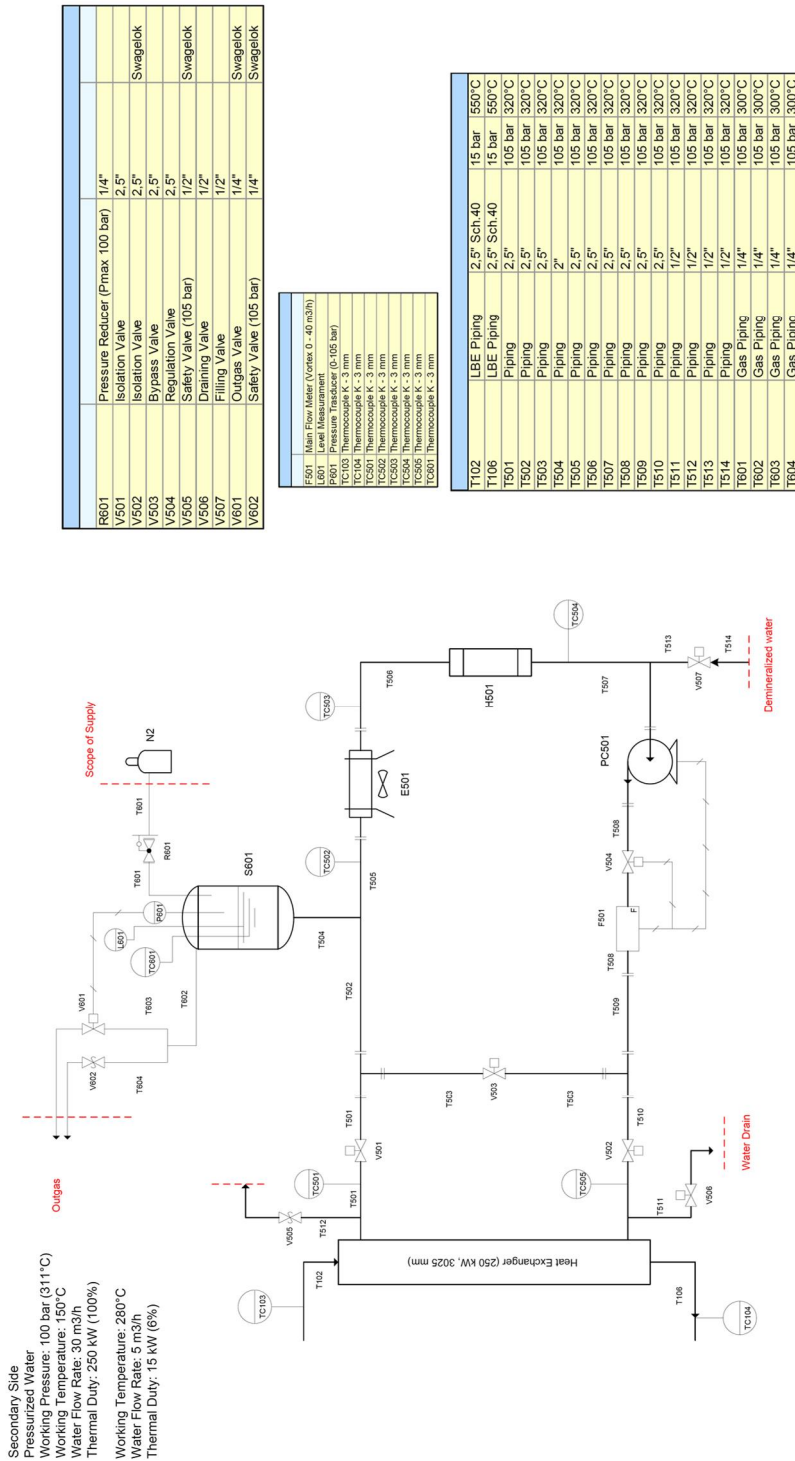 Secondary Side
Pressurized Water
Working Pressure: 100 bar (311°C)
Working Temperature: 150°C
Water Flow Rate: 30 m3/h
Thermal Duty: 250 kW (100%)
Working Temperature: 280°C
Water Flow Rate: 5 m3/h
Thermal Duty: 15 kW (6%)
Outgas
Scope of Supply
N2
T601
R601
T601
S601
P601
L601
TC601
V601
T603
T602
V602
T604
T504
TC103
T102
V505
T512
TC501
T501
V501
T501
T502
TC502
T505
E501
TC503
T506
H501
TC504
T507
T513
V507
T514
Demineralized water
PC501
T508
V504
F501
F
T508
T509
T5C3
V503
T5C3
T510
V502
TC505
T511
V506
Water Drain
Heat Exchanger (250 kW, 3025 mm)
T106
TC104
R601 Pressure Reducer (Pmax 100 bar) 1/4"
V501 Isolation Valve 2,5"
V502 Isolation Valve 2,5" Swagelok
V503 Bypass Valve 2,5"
V504 Regulation Valve 2,5"
V505 Safety Valve (105 bar) 1/2" Swagelok
V506 Draining Valve 1/2"
V507 Filling Valve 1/2"
V601 Outgas Valve 1/4" Swagelok
V602 Safety Valve (105 bar) 1/4" Swagelok
F501 Main Flow Meter (Vortex 0 - 40 m3/h)
L601 Level Measurament
P601 Pressure Trasducer (0-105 bar)
TC103 Thermocouple K - 3 mm
TC104 Thermocouple K - 3 mm
TC501 Thermocouple K - 3 mm
TC502 Thermocouple K - 3 mm
TC503 Thermocouple K - 3 mm
TC504 Thermocouple K - 3 mm
TC505 Thermocouple K - 3 mm
TC601 Thermocouple K - 3 mm
T102 LBE Piping 2,5" Sch.40 15 bar 550°C
T106 LBE Piping 2,5" Sch.40 15 bar 550°C
T501 Piping 2,5" 105 bar 320°C
T502 Piping 2,5" 105 bar 320°C
T503 Piping 2,5" 105 bar 320°C
T504 Piping 2" 105 bar 320°C
T505 Piping 2,5" 105 bar 320°C
T506 Piping 2,5" 105 bar 320°C
T507 Piping 2,5" 105 bar 320°C
T508 Piping 2,5" 105 bar 320°C
T509 Piping 2,5" 105 bar 320°C
T510 Piping 2,5" 105 bar 320°C
T511 Piping 1/2" 105 bar 320°C
T512 Piping 1/2" 105 bar 320°C
T513 Piping 1/2" 105 bar 320°C
T514 Piping 1/2" 105 bar 320°C
T601 Gas Piping 1/4" 105 bar 300°C
T602 Gas Piping 1/4" 105 bar 300°C
T603 Gas Piping 1/4" 105 bar 300°C
T604 Gas Piping 1/4" 105 bar 300°C